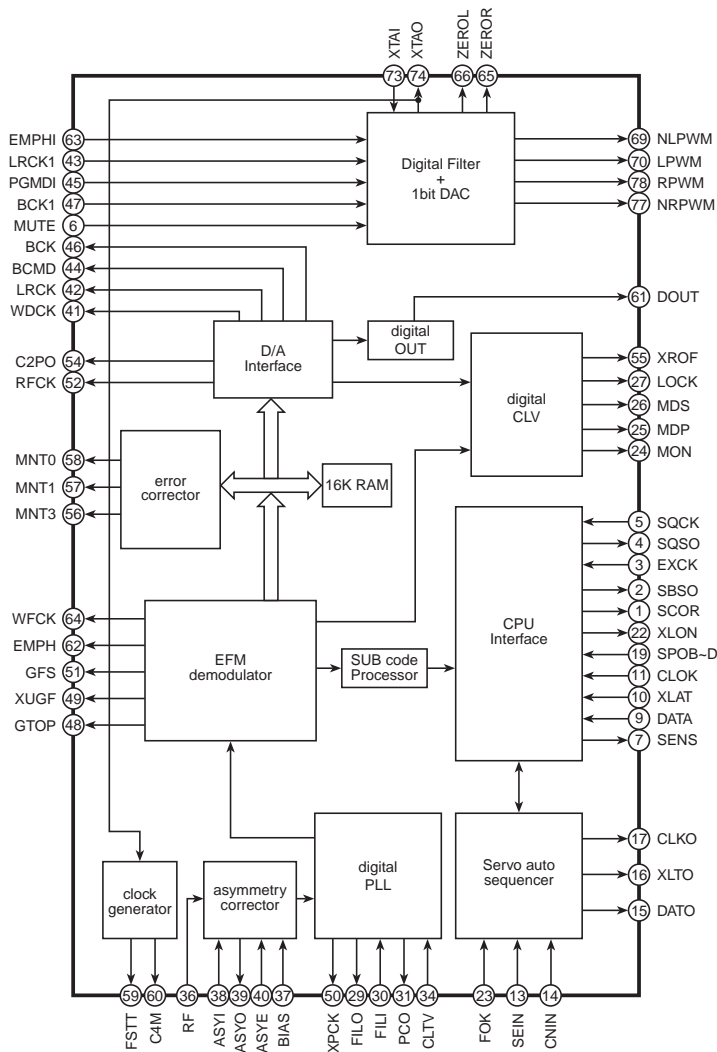 XTAI
XTAO
ZEROL
ZEROR
73
74
66
65
EMPHI 63
LRCK1 43
PGMDI 45
BCK1 47
MUTE 6
BCK 46
BCMD 44
LRCK 42
WDCK 41
C2PO 54
RFCK 52
MNT0 58
MNT1 57
MNT3 56
WFCK 64
EMPH 62
GFS 51
XUGF 49
GTOP 48
Digital Filter
+
1bit DAC
D/A
Interface
digital
OUT
digital
CLV
error
corrector
16K RAM
EFM
demodulator
SUB code
Processor
CPU
Interface
clock
generator
asymmetry
corrector
digital
PLL
Servo auto
sequencer
69 NLPWM
70 LPWM
78 RPWM
77 NRPWM
61 DOUT
55 XROF
27 LOCK
26 MDS
25 MDP
24 MON
5 SQCK
4 SQSO
3 EXCK
2 SBSO
1 SCOR
22 XLON
19 SPOB~D
11 CLOK
10 XLAT
9 DATA
7 SENS
17 CLKO
16 XLTO
15 DATO
59
60
36
38
39
40
37
50
29
30
31
34
23
13
14
FSTT
C4M
RF
ASYI
ASYO
ASYE
BIAS
XPCK
FILO
FILI
PCO
CLTV
FOK
SEIN
CNIN